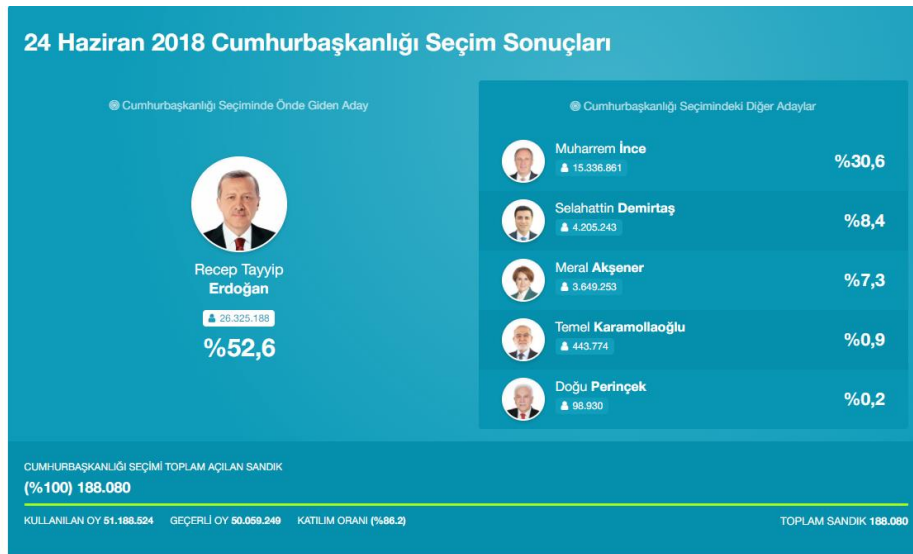 24 Haziran 2018 Cumhurbaşkanlığı Seçim Sonuçları
Cumhurbaşkanlığı Seçiminde Önde Giden Aday
Recep Tayyip
Erdoğan
26.325.188
%52,6
Cumhurbaşkanlığı Seçimindeki Diğer Adaylar
Muharrem İnce
15.336.861
%30,6
Selahattin Demirtaş
4.205.243
%8,4
Meral Akşener
3.649.253
%7,3
Temel Karamollaoğlu
443.774
%0,9
Doğu Perinçek
98.930
%0,2
CUMHURBAŞKANLIĞI SEÇİMİ TOPLAM AÇILAN SANDIK
(%100) 188.080
KULLANILAN OY 51.188.524 GEÇERLİ OY 50.059.249 KATILIM ORANI (%86.2) TOPLAM SANDIK 188.080